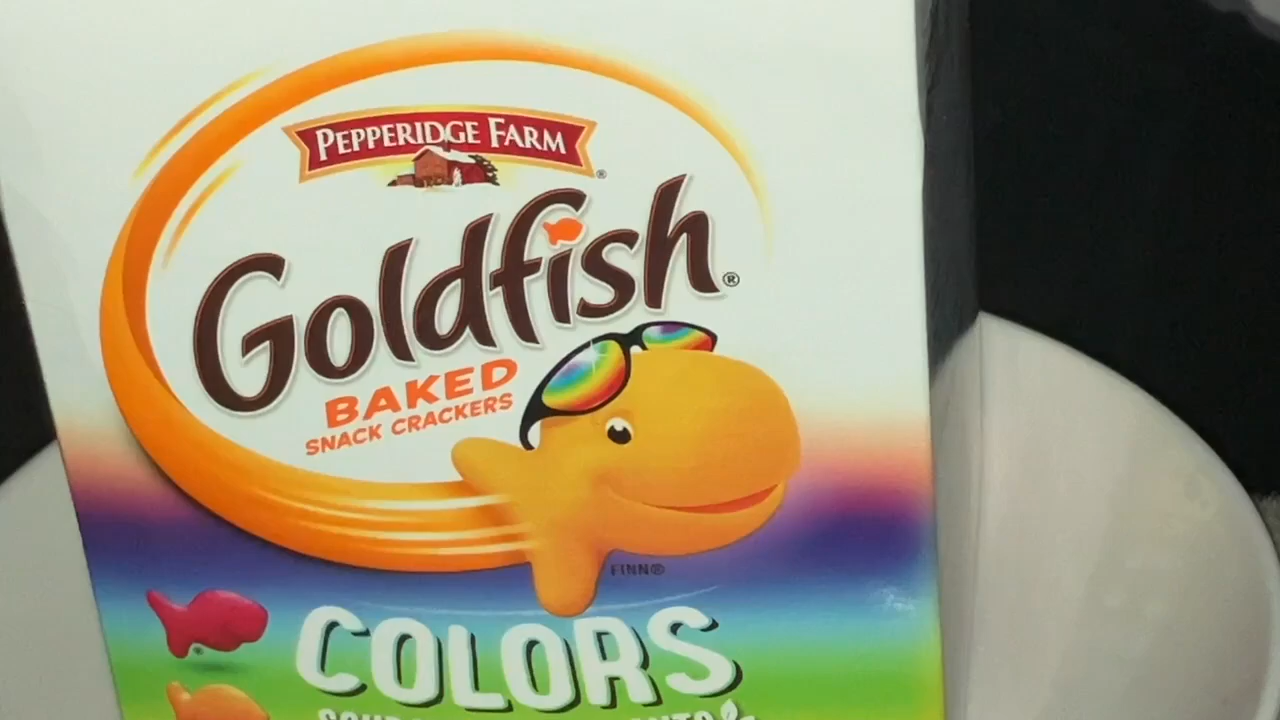 PEPPERIDGE FARM
Goldfish
BAKED
SNACK CRACKERS
FINN®
COLORS